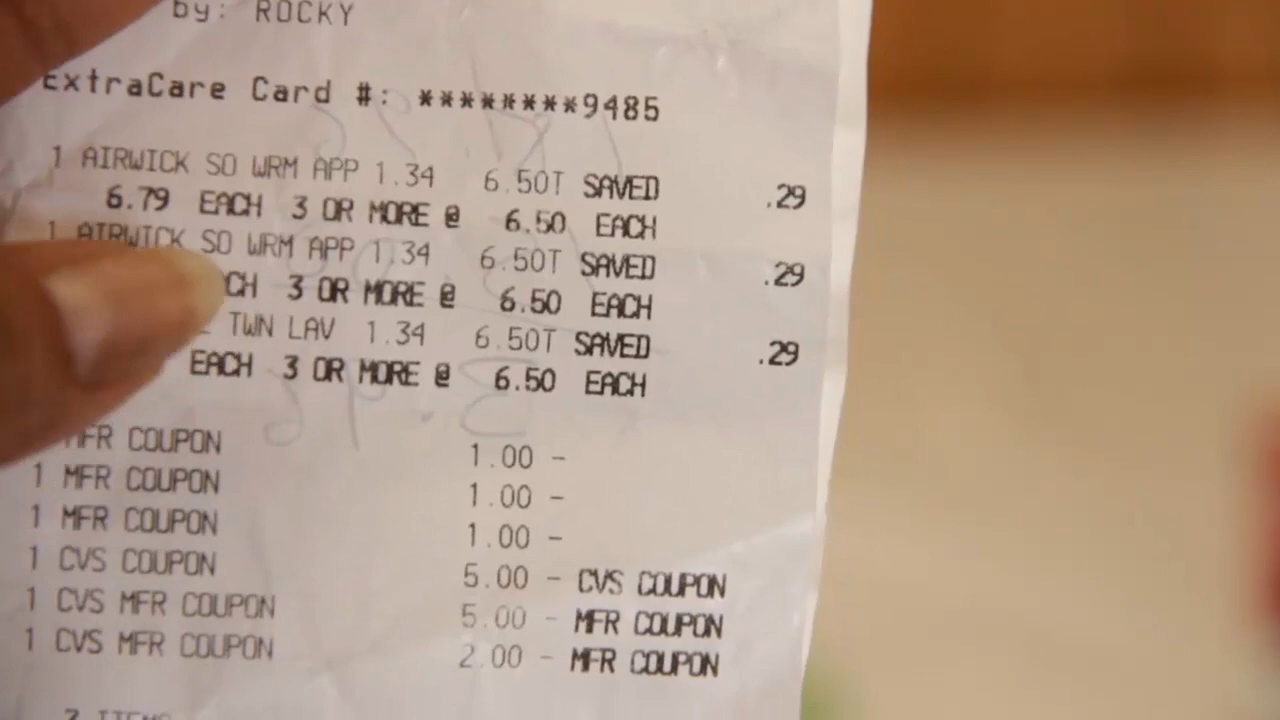 by: ROCKY
ExtraCare Card #: ********9485
1 AIRWICK SO WRM APP 1.34 6.50T SAVED .29
6.79 EACH 3 OR MORE @ 6.50 EACH
1 AIRWICK SO WRM APP 1.34 6.50T SAVED .29
CH 3 OR MORE @ 6.50 EACH
TWN LAV 1.34 6.50T SAVED .29
EACH 3 OR MORE @ 6.50 EACH
MFR COUPON 1.00 -
1 MFR COUPON 1.00 -
1 MFR COUPON 1.00 -
1 CVS COUPON 5.00 - CVS COUPON
1 CVS MFR COUPON 5.00 - MFR COUPON
1 CVS MFR COUPON 2.00 - MFR COUPON
ITEMS